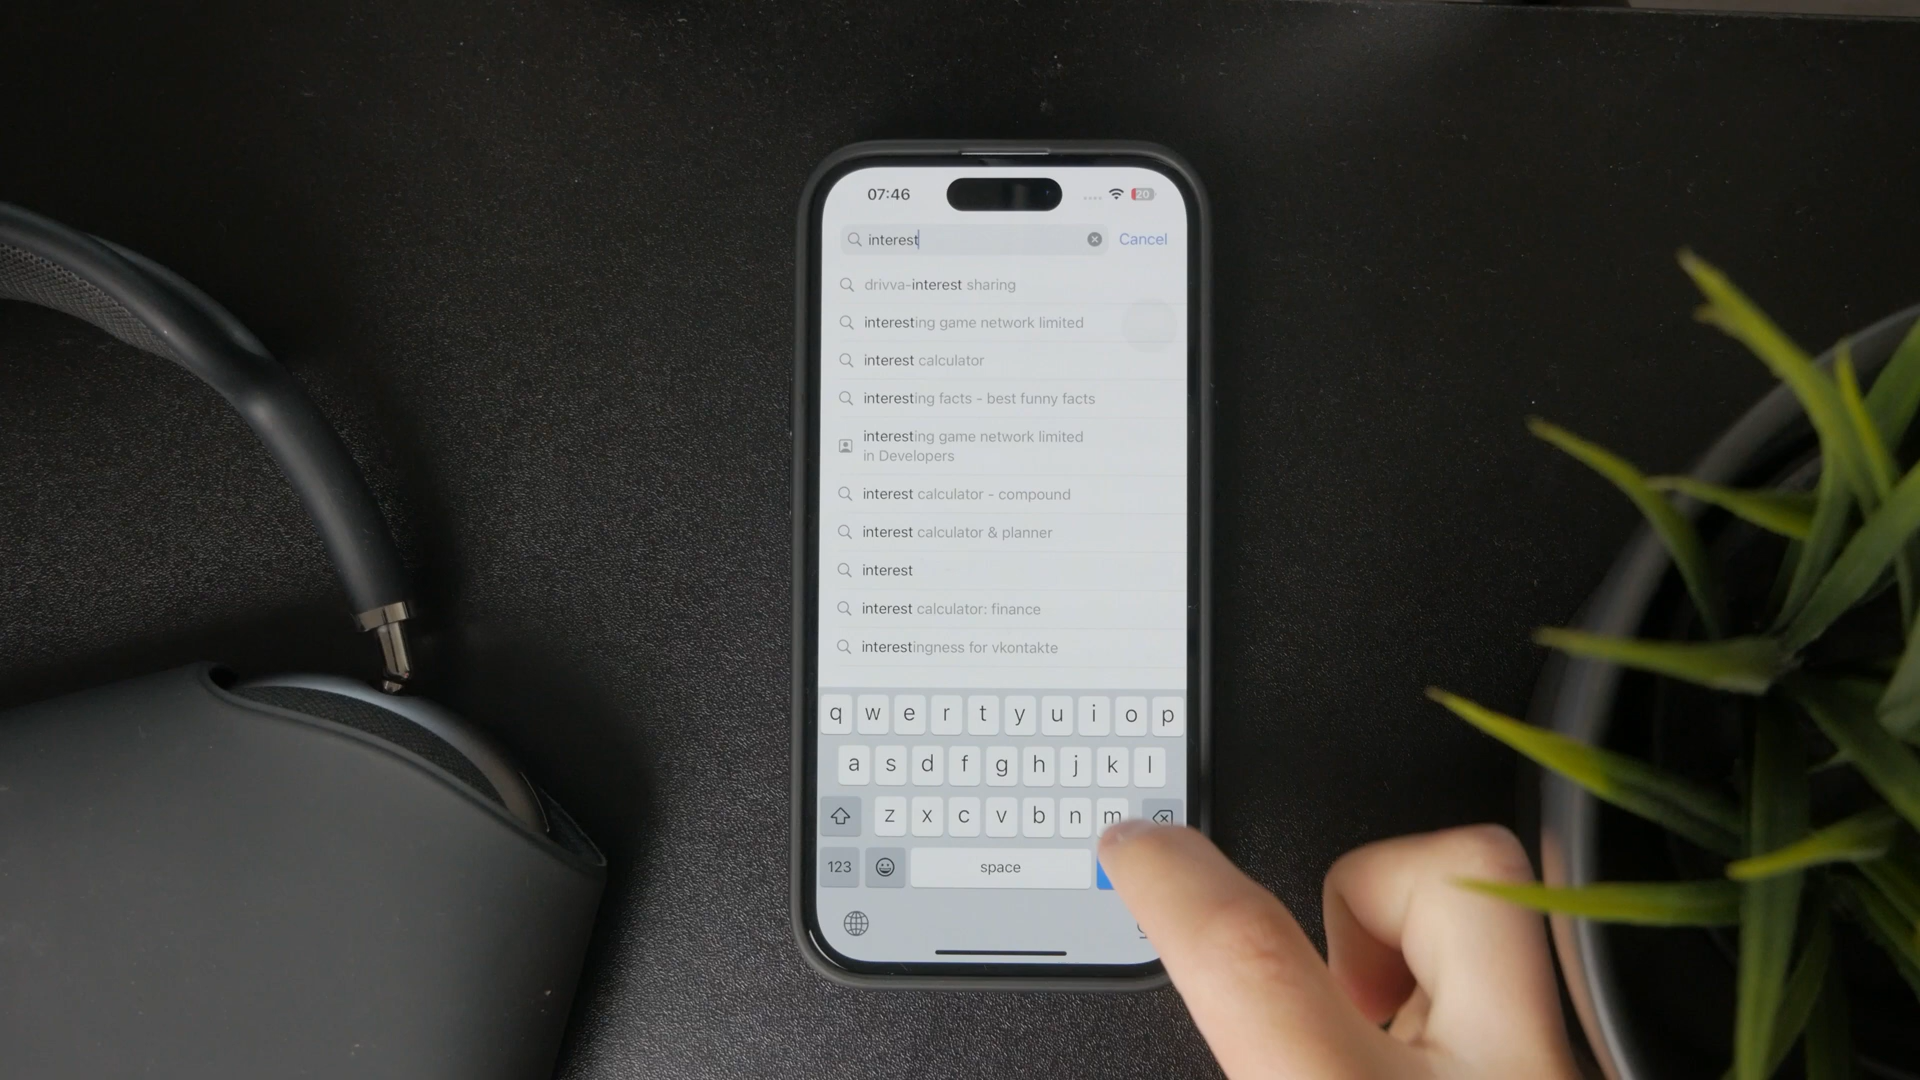 07:46
20
interest
Cancel
drivva-interest sharing
interesting game network limited
interest calculator
interesting facts - best funny facts
interesting game network limited
in Developers
interest calculator - compound
interest calculator & planner
interest
interest calculator: finance
interestingness for vkontakte
q w e r t y u i o p
a s d f g h j k l
z x c v b n m
123
space